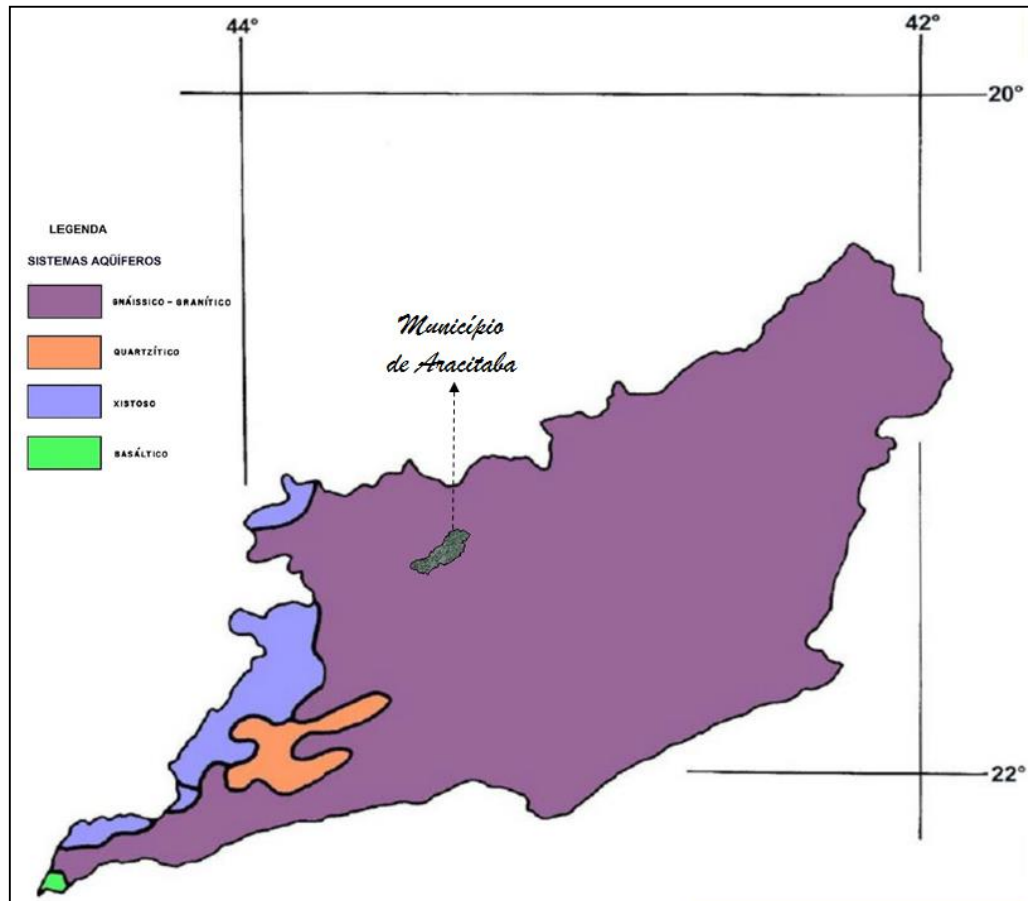 44°
42°
20°
LEGENDA
SISTEMAS AQÜÍFEROS
GNÁISSICO - GRANÍTICO
QUARTZÍTICO
XISTOSO
BASÁLTICO
Município
de Aracitaba
22°